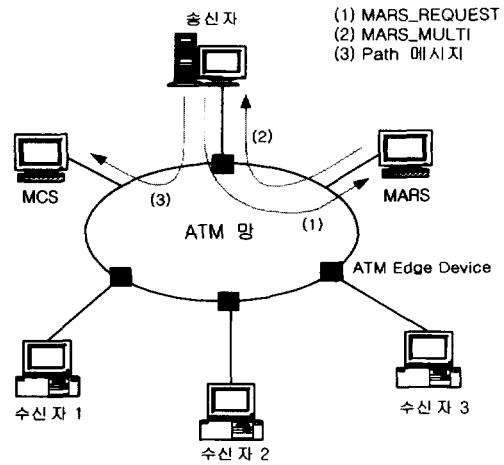 송신자
(1) MARS_REQUEST
(2) MARS_MULTI
(3) Path 메시지
(2)
MCS
(3)
(1)
MARS
ATM 망
ATM Edge Device
수신자 1
수신자 2
수신자 3